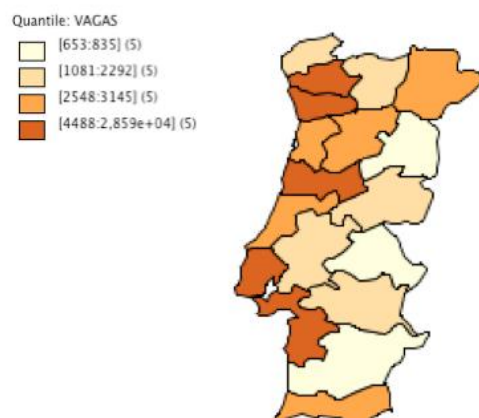 Quantile: VAGAS
[653:835] (5)
[1081:2292] (5)
[2548:3145] (5)
[4488:2,859e+04] (5)